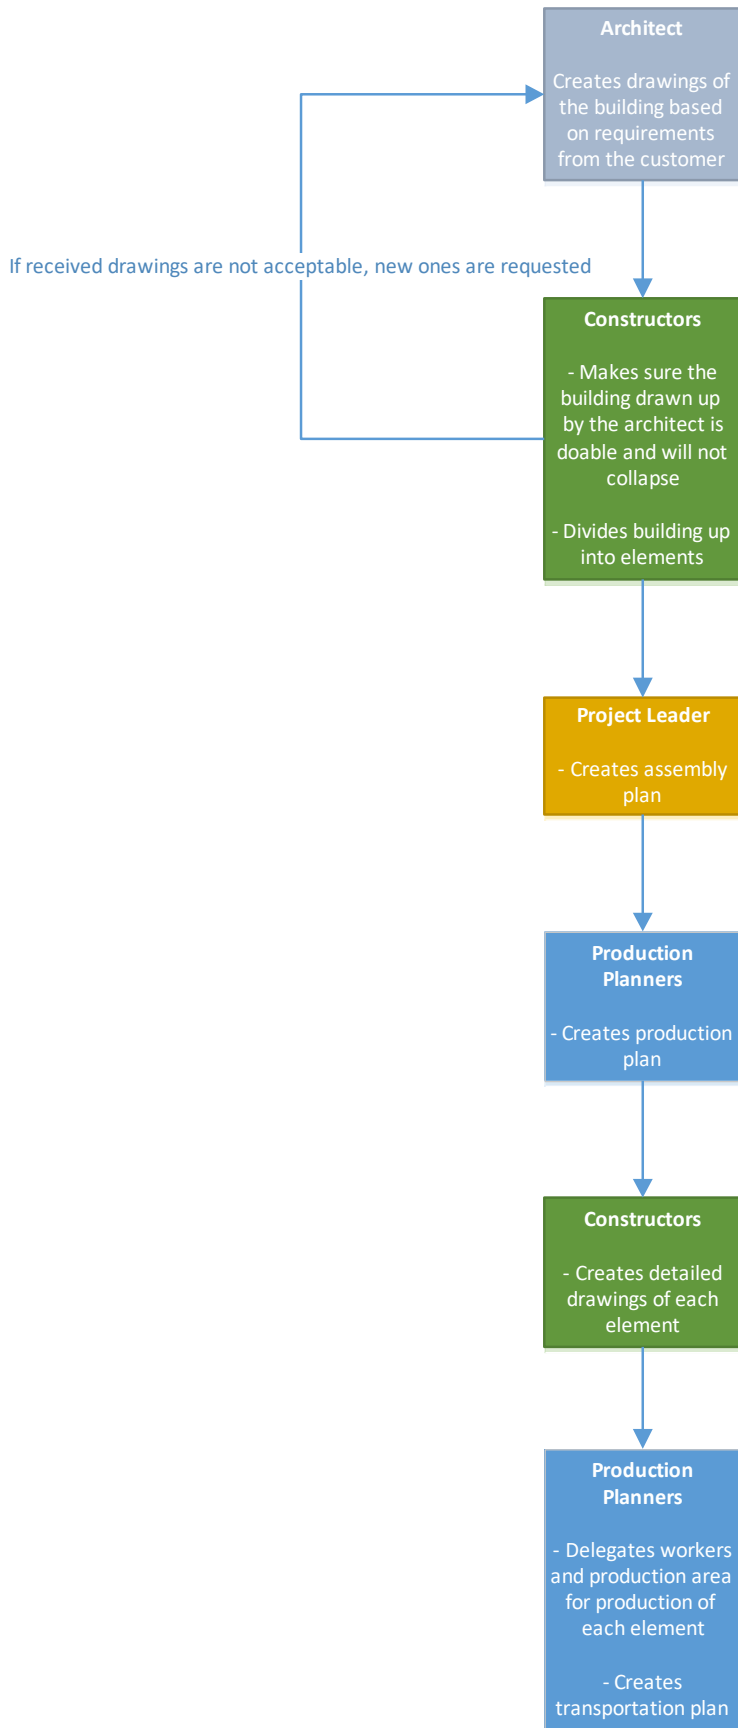 Architect
Creates drawings of
the building based
on requirements
from the customer
If received drawings are not acceptable, new ones are requested
Constructors
- Makes sure the
building drawn up
by the architect is
doable and will not
collapse
- Divides building up
into elements
Project Leader
- Creates assembly
plan
Production
Planners
- Creates production
plan
Constructors
- Creates detailed
drawings of each
element
Production
Planners
- Delegates workers
and production area
for production of
each element
- Creates
transportation plan